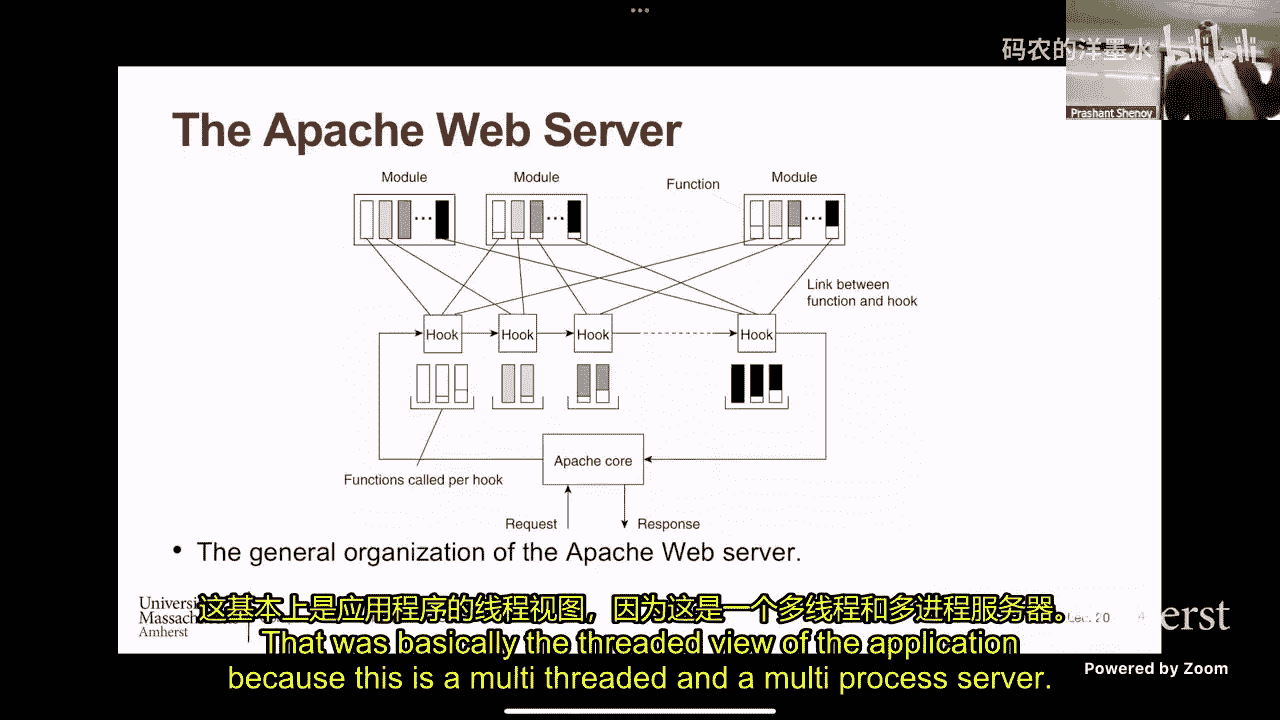 码农的洋墨水 bilibili
Prashant Shenoy
The Apache Web Server
Module
Module
Function
Module
Link between
function and hook
Hook
Hook
Hook
Hook
Apache core
Functions called per hook
Request
Response
• The general organization of the Apache Web server.
这基本上是应用程序的线程视图，因为这是一个多线程和多进程服务器。
Massachusetts
Amherst
Lec. 20
That was basically the threaded view of the application
because this is a multi threaded and a multi process server.
Powered by Zoom